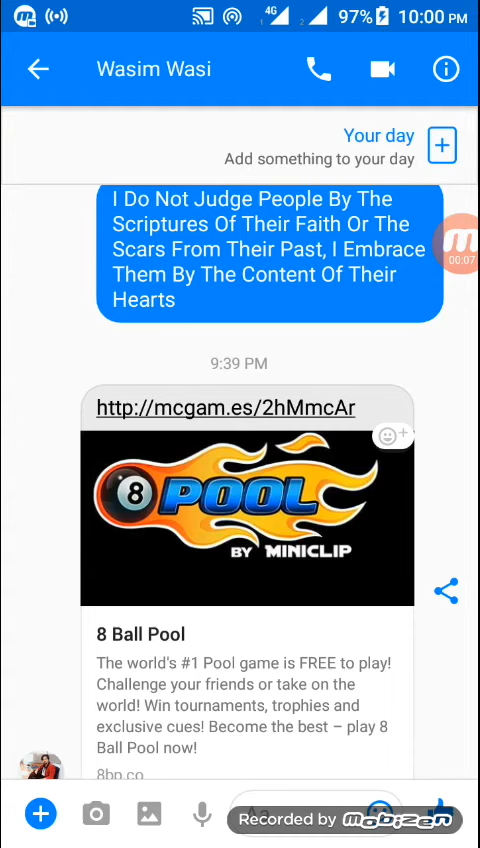 4G
1
2
97%
10:00 PM
Wasim Wasi
Your day
Add something to your day
I Do Not Judge People By The
Scriptures Of Their Faith Or The
Scars From Their Past, I Embrace
Them By The Content Of Their
Hearts
00:07
9:39 PM
http://mcgam.es/2hMmcAr
8 POOL
BY MINICLIP
8 Ball Pool
The world's #1 Pool game is FREE to play!
Challenge your friends or take on the
world! Win tournaments, trophies and
exclusive cues! Become the best – play 8
Ball Pool now!
8bp.co
Recorded by mobizen